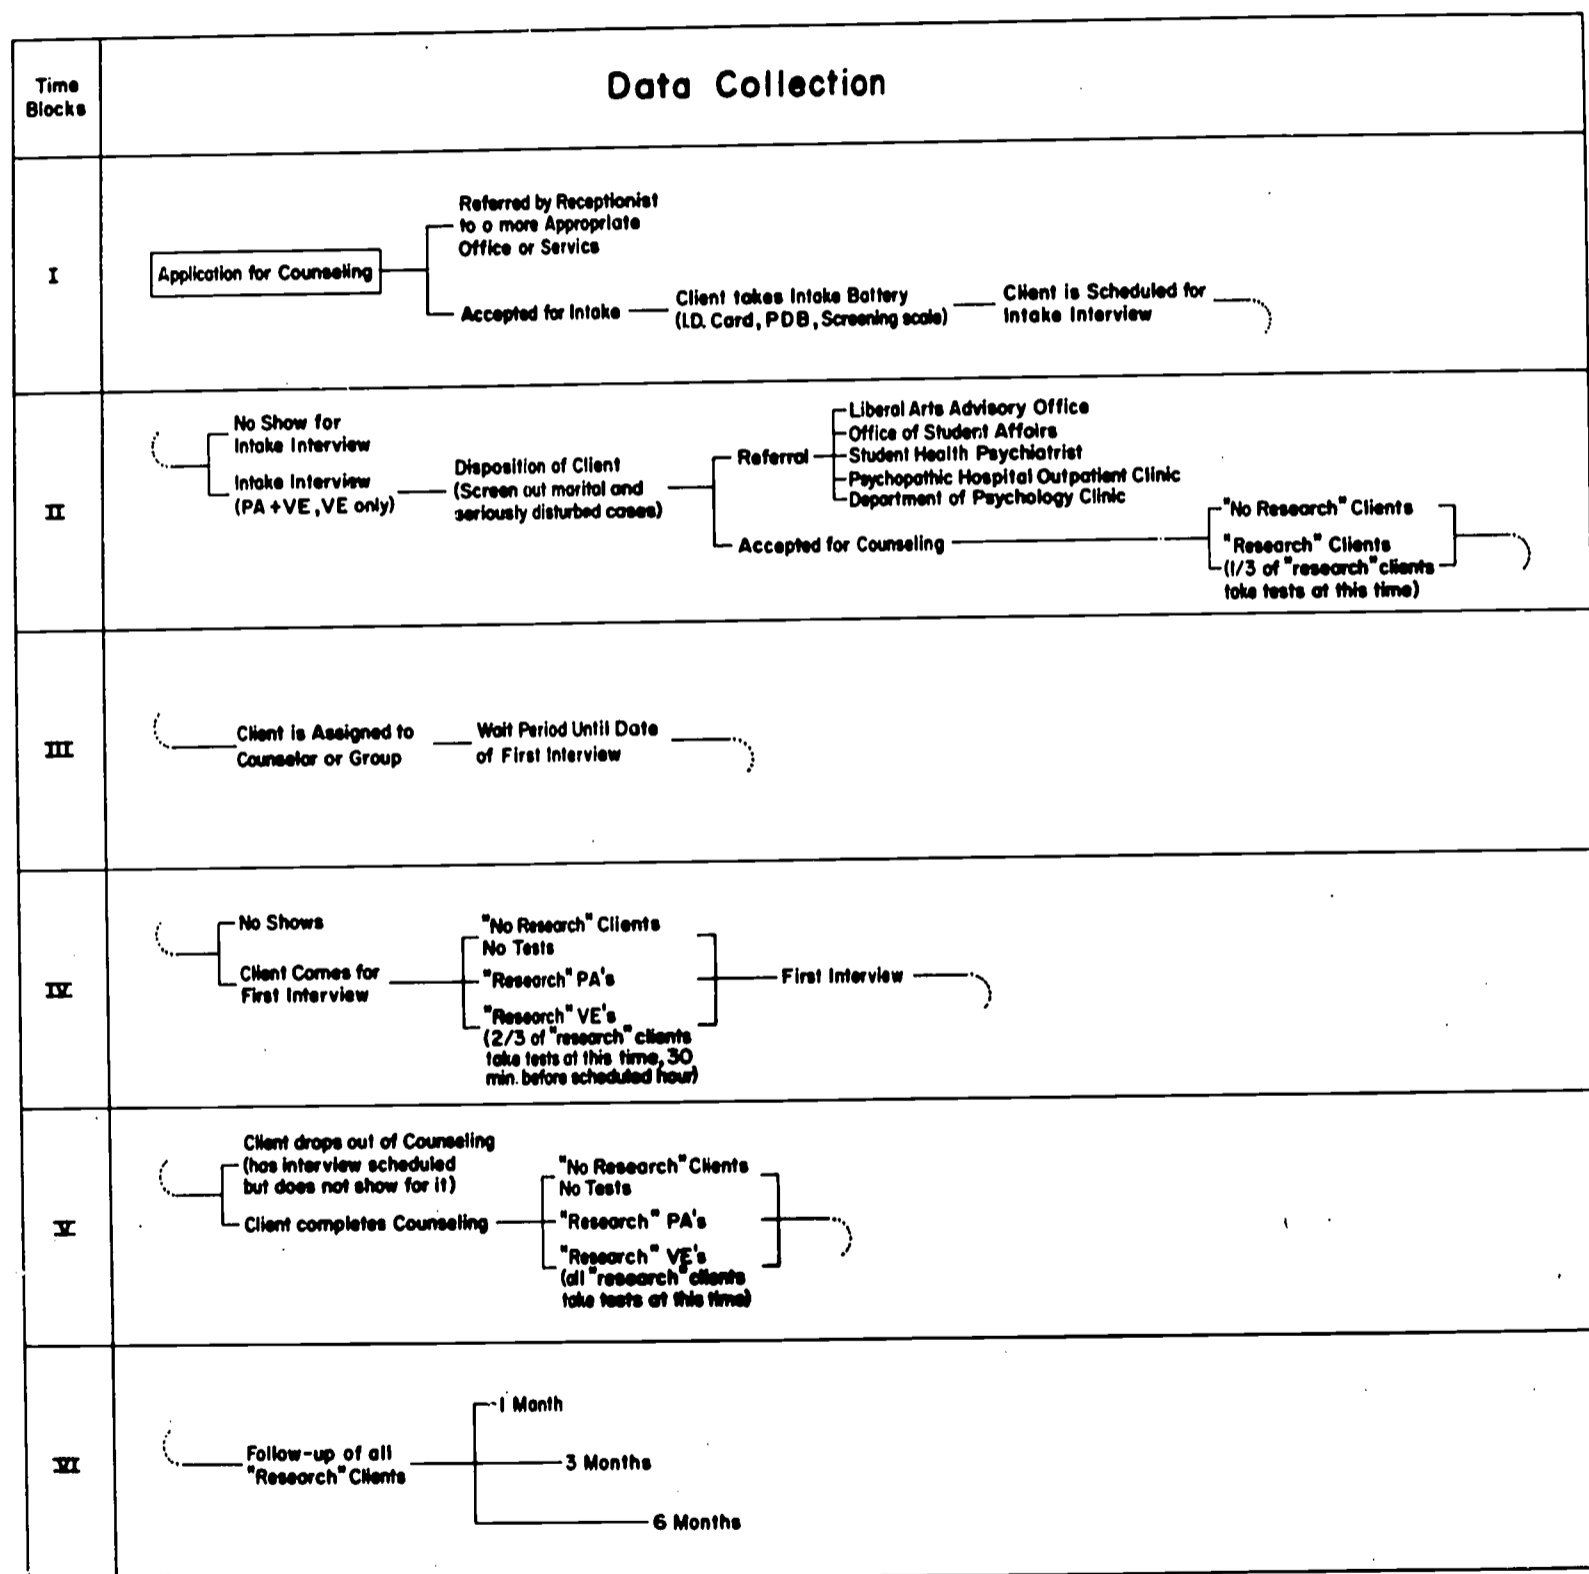 Time
Blocks
Data Collection
I
Referred by Receptionist
to a more Appropriate
Office or Service
Application for Counseling
Accepted for Intake
Client takes Intake Battery
(I.D. Card, PDB, Screening scale)
Client is Scheduled for
Intake Interview
II
No Show for
Intake Interview
Intake Interview
(PA + VE, VE only)
Disposition of Client
(Screen out marital and
seriously disturbed cases)
Referral
Liberal Arts Advisory Office
Office of Student Affairs
Student Health Psychiatrist
Psychopathic Hospital Outpatient Clinic
Department of Psychology Clinic
Accepted for Counseling
"No Research" Clients
"Research" Clients
(1/3 of "research" clients
take tests at this time)
III
Client is Assigned to
Counselor or Group
Wait Period Until Date
of First Interview
IV
No Shows
Client Comes for
First Interview
"No Research" Clients
No Tests
"Research" PA's
"Research" VE's
(2/3 of "research" clients
take tests at this time, 30
min. before scheduled hour)
First Interview
V
Client drops out of Counseling
(has interview scheduled
but does not show for it)
Client completes Counseling
"No Research" Clients
No Tests
"Research" PA's
"Research" VE's
(all "research" clients
take tests at this time)
VI
Follow-up of all
"Research" Clients
1 Month
3 Months
6 Months